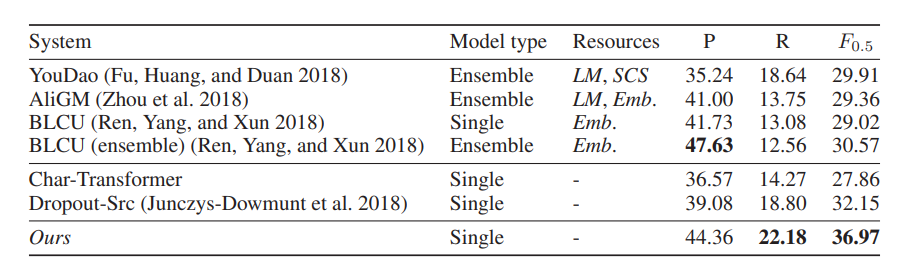 System Model type Resources P R F0.5
YouDao (Fu, Huang, and Duan 2018) Ensemble LM, SCS 35.24 18.64 29.91
AliGM (Zhou et al. 2018) Ensemble LM, Emb. 41.00 13.75 29.36
BLCU (Ren, Yang, and Xun 2018) Single Emb. 41.73 13.08 29.02
BLCU (ensemble) (Ren, Yang, and Xun 2018) Ensemble Emb. 47.63 12.56 30.57
Char-Transformer Single - 36.57 14.27 27.86
Dropout-Src (Junczys-Dowmunt et al. 2018) Single - 39.08 18.80 32.15
Ours Single - 44.36 22.18 36.97